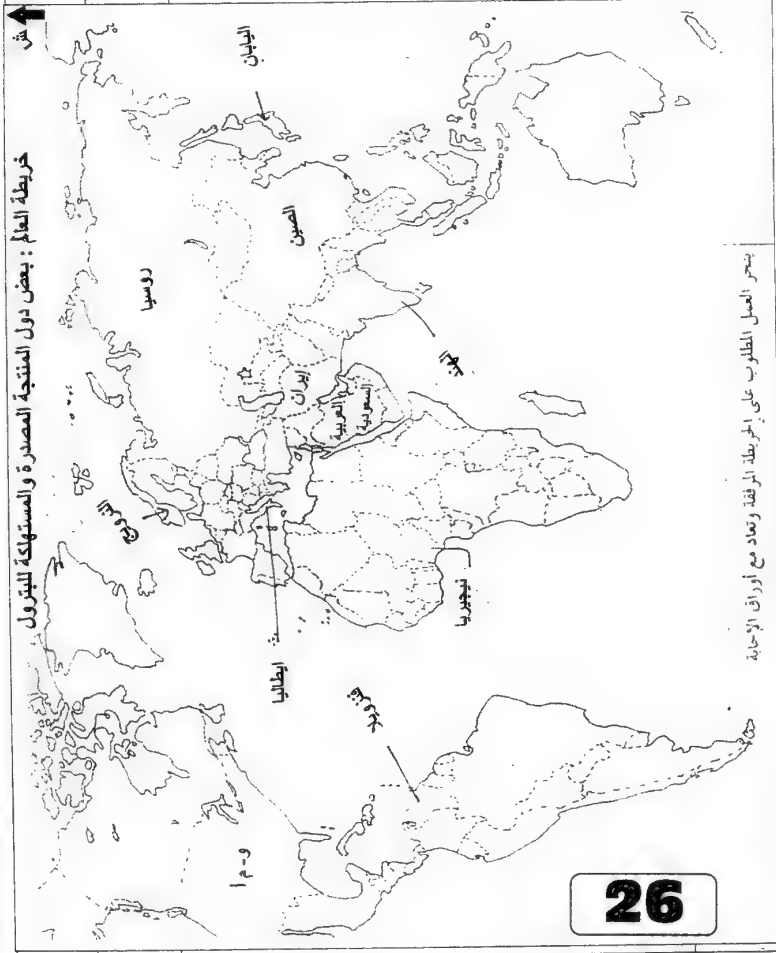 خريطة العالم : بعض دول المنتجة المصدرة والمستهلكة للبترول
ش
اليابان
روسيا
الصين
النرويج
إيران
العربية
السعودية
الهند
إيطاليا
نيجيريا
فنزويلا
و-م أ
ينجز العمل المطلوب على الخريطة المرفقة وتعاد مع أوراق الإجابة
26